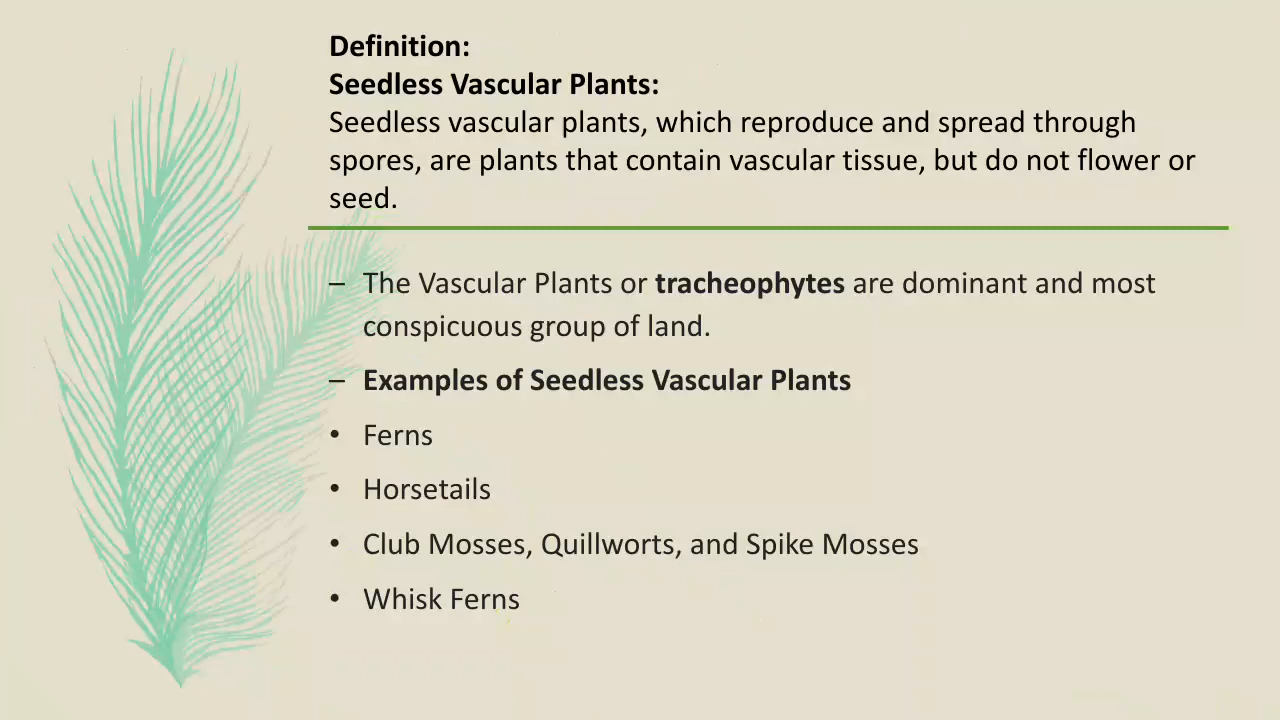 Definition:
Seedless Vascular Plants:
Seedless vascular plants, which reproduce and spread through
spores, are plants that contain vascular tissue, but do not flower or
seed.
– The Vascular Plants or tracheophytes are dominant and most
conspicuous group of land.
– Examples of Seedless Vascular Plants
• Ferns
• Horsetails
• Club Mosses, Quillworts, and Spike Mosses
• Whisk Ferns